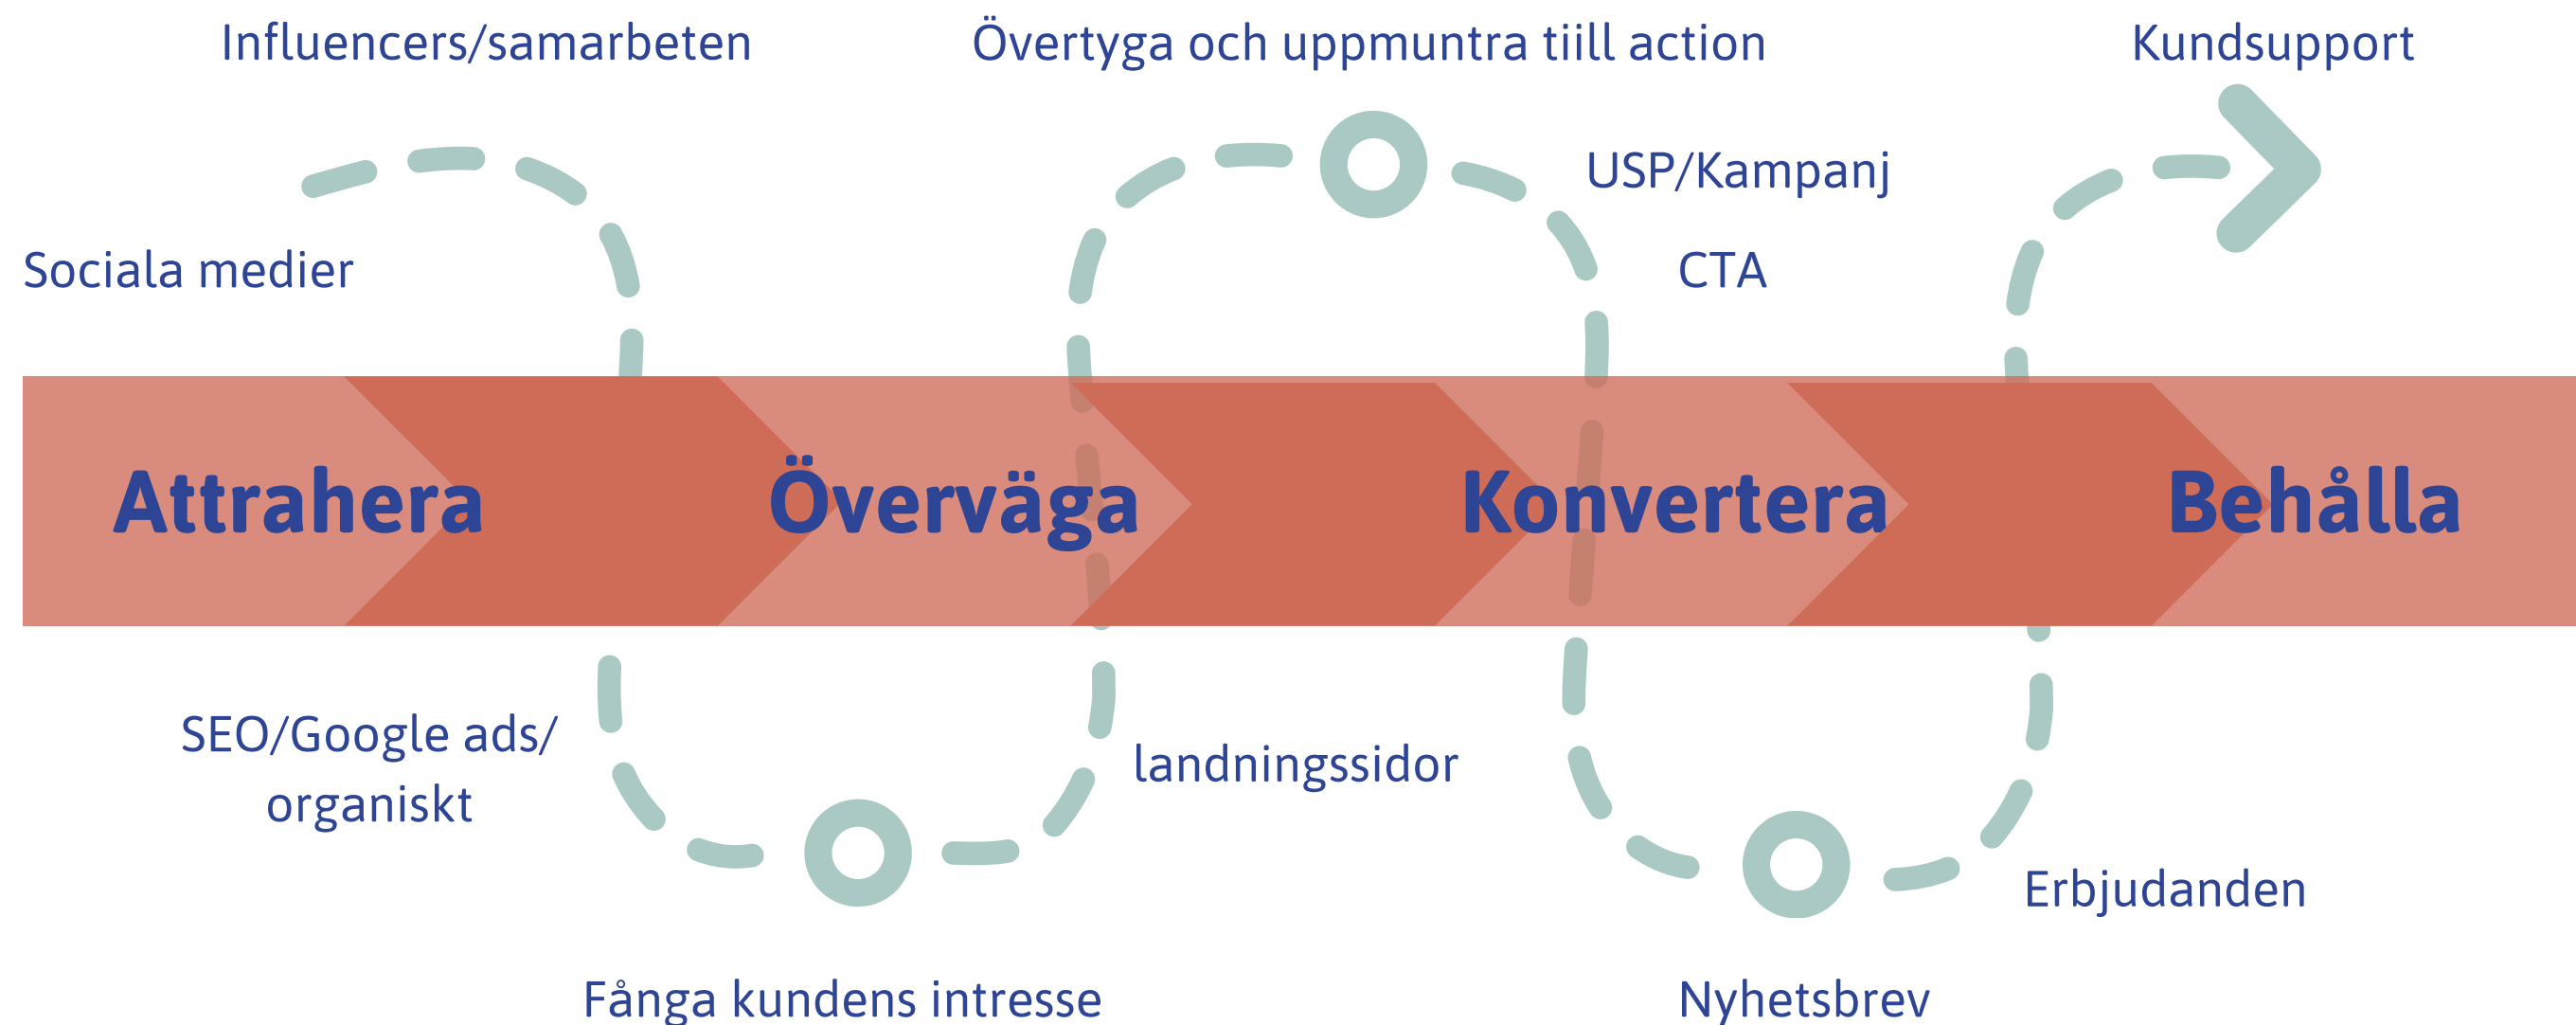 Influencers/samarbeten
Övertyga och uppmuntra tiill action
Kundsupport
USP/Kampanj
Sociala medier
CTA
Attrahera
Överväga
Konvertera
Behålla
SEO/Google ads/
organiskt
landningssidor
Erbjudanden
Fånga kundens intresse
Nyhetsbrev